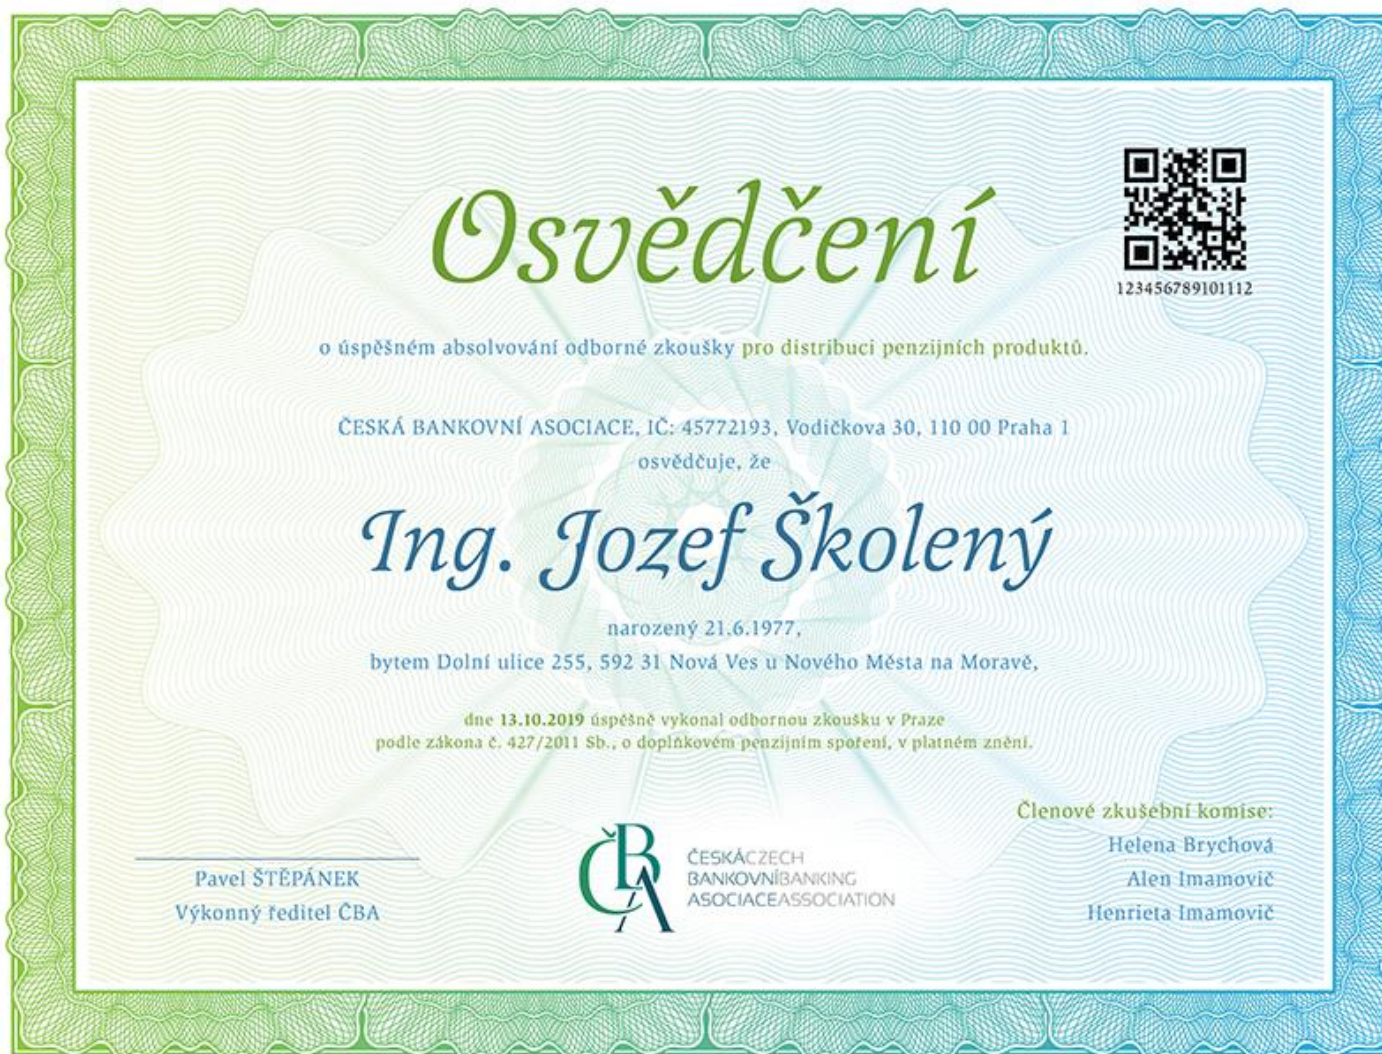 Osvědčení
123456789101112
o úspěšném absolvování odborné zkoušky pro distribuci penzijních produktů.
ČESKÁ BANKOVNÍ ASOCIACE, IČ: 45772193, Vodičkova 30, 110 00 Praha 1
osvědčuje, že
Ing. Jozef Školený
narozený 21.6.1977,
bytem Dolní ulice 255, 592 31 Nová Ves u Nového Města na Moravě,
dne 13.10.2019 úspěšně vykonal odbornou zkoušku v Praze
podle zákona č. 427/2011 Sb., o doplňkovém penzijním spoření, v platném znění.
Pavel ŠTĚPÁNEK
Výkonný ředitel ČBA
ČBA
ČESKÁCZECH
BANKOVNÍBANKING
ASOCIACEASSOCIATION
Členové zkušební komise:
Helena Brychová
Alen Imamovič
Henrieta Imamovič